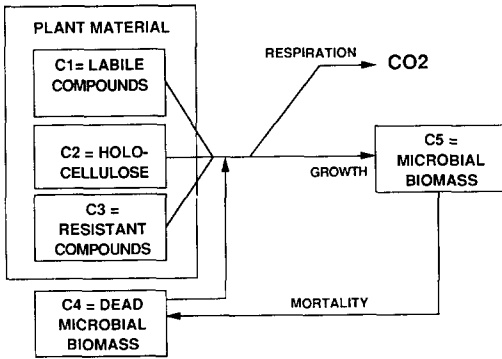 PLANT MATERIAL
C1= LABILE
COMPOUNDS
C2 = HOLO-
CELLULOSE
C3 =
RESISTANT
COMPOUNDS
C4 = DEAD
MICROBIAL
BIOMASS
RESPIRATION
CO2
GROWTH
C5 =
MICROBIAL
BIOMASS
MORTALITY